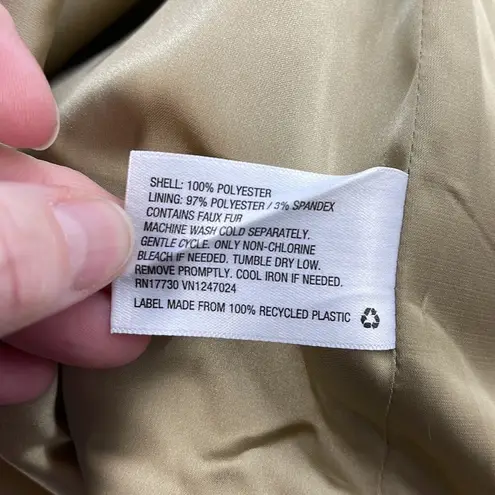 SHELL: 100% POLYESTER
LINING: 97% POLYESTER / 3% SPANDEX
CONTAINS FAUX FUR
MACHINE WASH COLD SEPARATELY.
GENTLE CYCLE. ONLY NON-CHLORINE
BLEACH IF NEEDED. TUMBLE DRY LOW.
REMOVE PROMPTLY. COOL IRON IF NEEDED.
RN17730 VN1247024
LABEL MADE FROM 100% RECYCLED PLASTIC